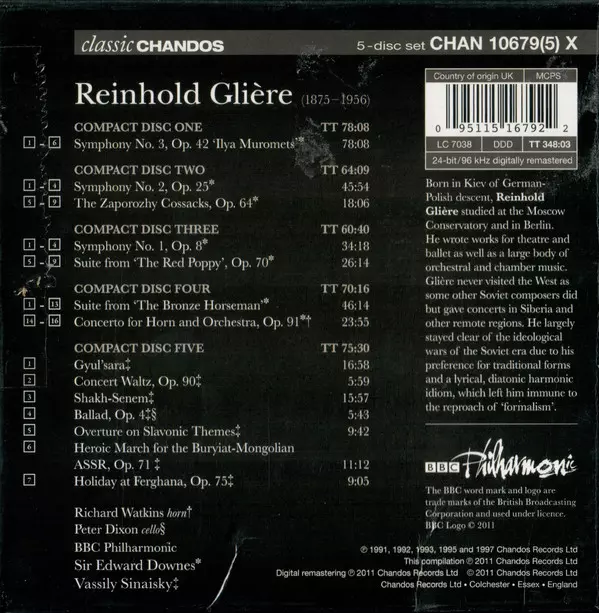 classicCHANDOS 5-disc set CHAN 10679(5) X
Reinhold Glière (1875–1956)
COMPACT DISC ONE TT 78:08
1 - 6 Symphony No. 3, Op. 42 ‘Ilya Muromets’* 78:08
COMPACT DISC TWO TT 64:09
1 - 4 Symphony No. 2, Op. 25* 45:54
5 - 9 The Zaporozhy Cossacks, Op. 64* 18:06
COMPACT DISC THREE TT 60:40
1 - 4 Symphony No. 1, Op. 8* 34:18
5 - 9 Suite from ‘The Red Poppy’, Op. 70* 26:14
COMPACT DISC FOUR TT 70:16
1 - 13 Suite from ‘The Bronze Horseman’* 46:14
14 - 16 Concerto for Horn and Orchestra, Op. 91*† 23:55
COMPACT DISC FIVE TT 75:30
1 Gyul’sara‡ 16:58
2 Concert Waltz, Op. 90‡ 5:59
3 Shakh-Senem‡ 15:57
4 Ballad, Op. 4‡§ 5:43
5 Overture on Slavonic Themes‡ 9:42
6 Heroic March for the Buryiat-Mongolian
ASSR, Op. 71 ‡ 11:12
7 Holiday at Ferghana, Op. 75‡ 9:05
Richard Watkins horn†
Peter Dixon cello§
BBC Philharmonic
Sir Edward Downes*
Vassily Sinaisky‡
Country of origin UK MCPS
0 95115 16792 2
LC 7038 DDD TT 348:03
24-bit/96 kHz digitally remastered
Born in Kiev of German-
Polish descent, Reinhold
Glière studied at the Moscow
Conservatory and in Berlin.
He wrote works for theatre and
ballet as well as a large body of
orchestral and chamber music.
Glière never visited the West as
some other Soviet composers did
but gave concerts in Siberia and
other remote regions. He largely
stayed clear of the ideological
wars of the Soviet era due to his
preference for traditional forms
and a lyrical, diatonic harmonic
idiom, which left him immune to
the reproach of ‘formalism’.
BBC Philharmonic
The BBC word mark and logo are
trade marks of the British Broadcasting
Corporation and used under licence.
BBC Logo © 2011
℗ 1991, 1992, 1993, 1995 and 1997 Chandos Records Ltd
This compilation ℗ 2011 Chandos Records Ltd
Digital remastering ℗ 2011 Chandos Records Ltd © 2011 Chandos Records Ltd
Chandos Records Ltd • Colchester • Essex • England